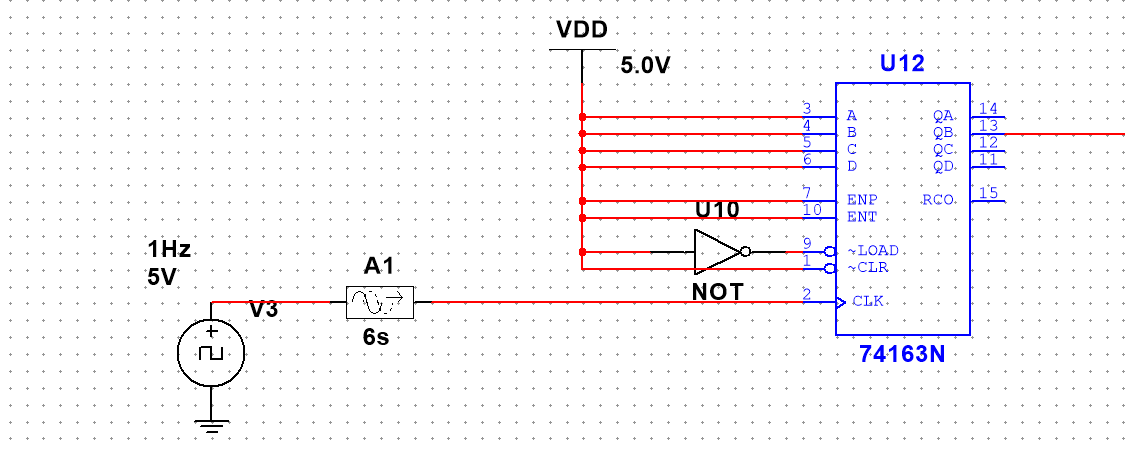 VDD
5.0V
U12
3 A QA 14
4 B QB 13
5 C QC 12
6 D QD 11
7 ENP RCO 15
U10
10 ENT
1Hz
9 ~LOAD
5V
A1
1 ~CLR
NOT
V3
2 CLK
6s
74163N
+